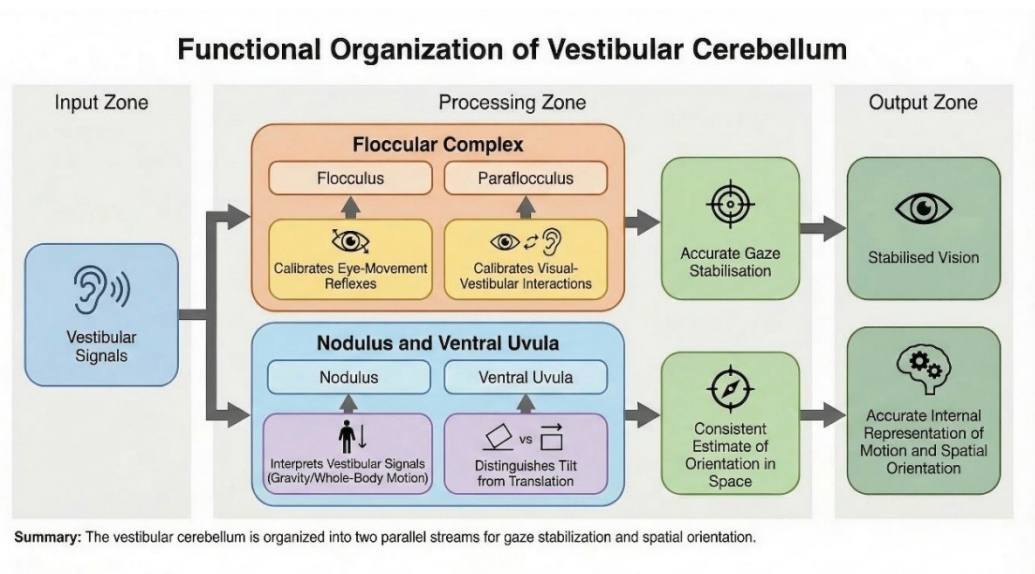 Functional Organization of Vestibular Cerebellum
Input Zone
Processing Zone
Output Zone
Vestibular
Signals
Floccular Complex
Flocculus
Paraflocculus
Calibrates Eye-Movement
Reflexes
Calibrates Visual-
Vestibular Interactions
Accurate Gaze
Stabilisation
Stabilised Vision
Nodulus and Ventral Uvula
Nodulus
Ventral Uvula
Interprets Vestibular Signals
(Gravity/Whole-Body Motion)
vs
Distinguishes Tilt
from Translation
Consistent
Estimate of
Orientation in
Space
Accurate Internal
Representation of
Motion and Spatial
Orientation
Summary: The vestibular cerebellum is organized into two parallel streams for gaze stabilization and spatial orientation.